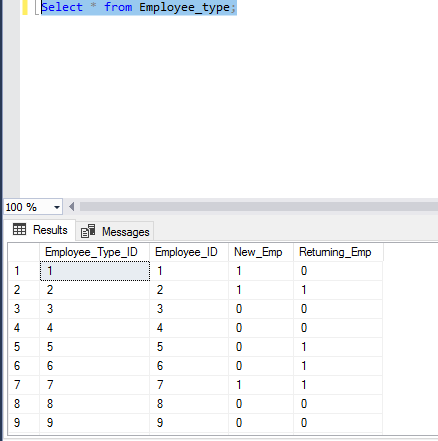 Select * from Employee_type;
100 %
Results Messages
Employee_Type_ID Employee_ID New_Emp Returning_Emp
1 1 1 1 0
2 2 2 1 1
3 3 3 0 0
4 4 4 0 0
5 5 5 0 1
6 6 6 0 1
7 7 7 1 1
8 8 8 0 0
9 9 9 0 0